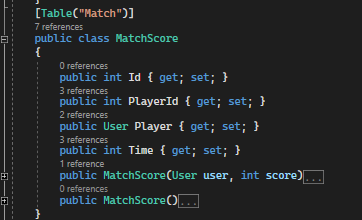 }
[Table("Match")]
7 references
public class MatchScore
{
0 references
public int Id { get; set; }
3 references
public int PlayerId { get; set; }
2 references
public User Player { get; set; }
3 references
public int Time { get; set; }
1 reference
public MatchScore(User user, int score)...
0 references
public MatchScore()...
}